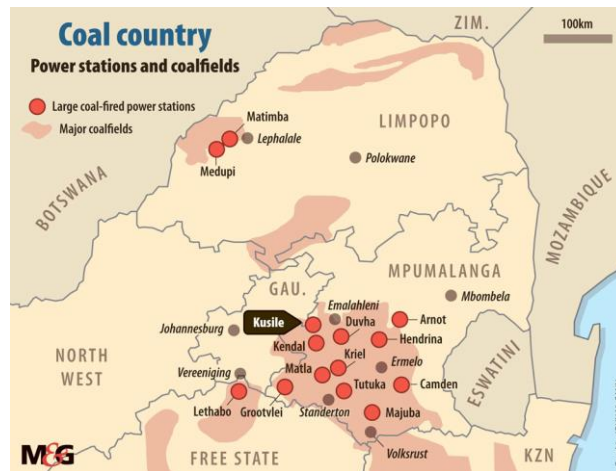 Coal country
Power stations and coalfields
Large coal-fired power stations
Major coalfields
ZIM.
100km
Matimba
Lephalale
Medupi
LIMPOPO
Polokwane
BOTSWANA
MOZAMBIQUE
GAU.
MPUMALANGA
Mbombela
Emalahleni
Kusile
Duvha
Arnot
Johannesburg
Kendal
Hendrina
NORTH
WEST
Kriel
Matla
Ermelo
ESWATINI
Vereeniging
Tutuka
Camden
Lethabo
Grootvlei
Standerton
Majuba
Volksrust
M&G
FREE STATE
KZN